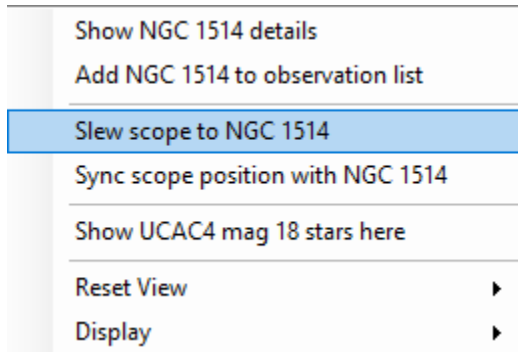 Show NGC 1514 details
Add NGC 1514 to observation list
Slew scope to NGC 1514
Sync scope position with NGC 1514
Show UCAC4 mag 18 stars here
Reset View
Display